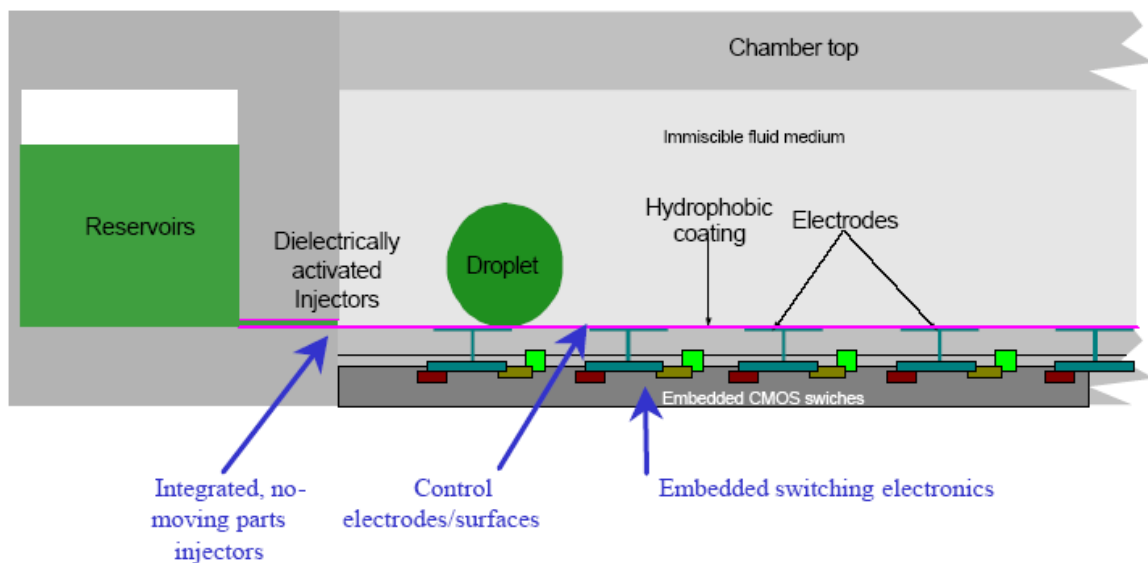 Chamber top
Immiscible fluid medium
Reservoirs
Dielectrically
activated
Injectors
Droplet
Hydrophobic
coating
Electrodes
Embedded CMOS swiches
Integrated, no-
moving parts
injectors
Control
electrodes/surfaces
Embedded switching electronics